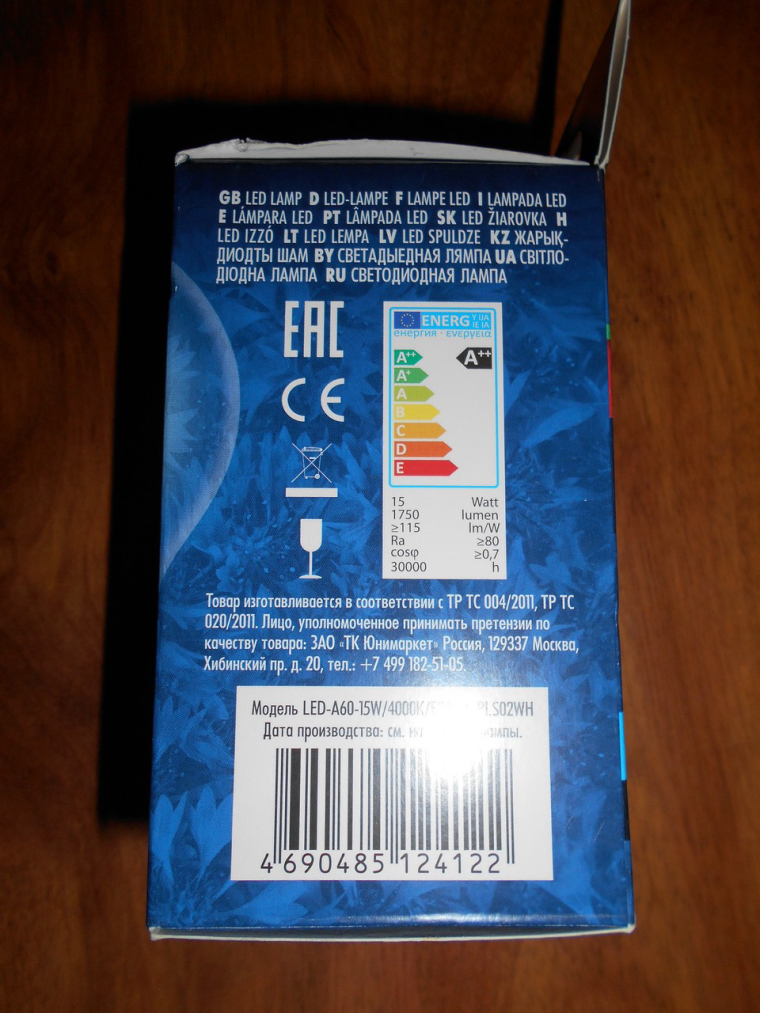 GB LED LAMP D LED-LAMPE F LAMPE LED I LAMPADA LED
E LÁMPARA LED PT LÂMPADA LED SK LED ŽIAROVKA H
LED IZZÓ LT LED LEMPA LV LED SPULDZE KZ ЖАРЫҚ-
ДИОДТЫ ШАМ BY СВЕТАДЫЕДНАЯ ЛЯМПА UA СВІТЛО-
ДІОДНА ЛАМПА RU СВЕТОДИОДНАЯ ЛАМПА
EAC
CE
ENERG Y UA
IE IA
енергия · ενεργεια
A++ A++
A+
A
B
C
D
E
15 Watt
1750 lumen
≥115 lm/W
Ra ≥80
cosφ ≥0,7
30000 h
Товар изготавливается в соответствии с ТР ТС 004/2011, ТР ТС
020/2011. Лицо, уполномоченное принимать претензии по
качеству товара: ЗАО «ТК Юнимаркет» Россия, 129337 Москва,
Хибинский пр. д. 20, тел.: +7 499 182-51-05.
Модель LED-A60-15W/4000K/
Дата производства: см.
4 690485 124122